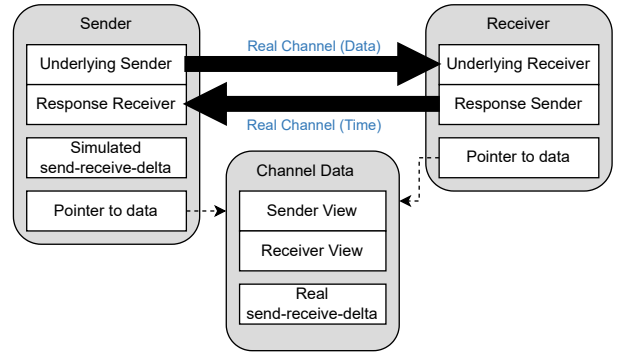 Sender
Underlying Sender
Response Receiver
Simulated
send-receive-delta
Pointer to data
Real Channel (Data)
Real Channel (Time)
Receiver
Underlying Receiver
Response Sender
Pointer to data
Channel Data
Sender View
Receiver View
Real
send-receive-delta